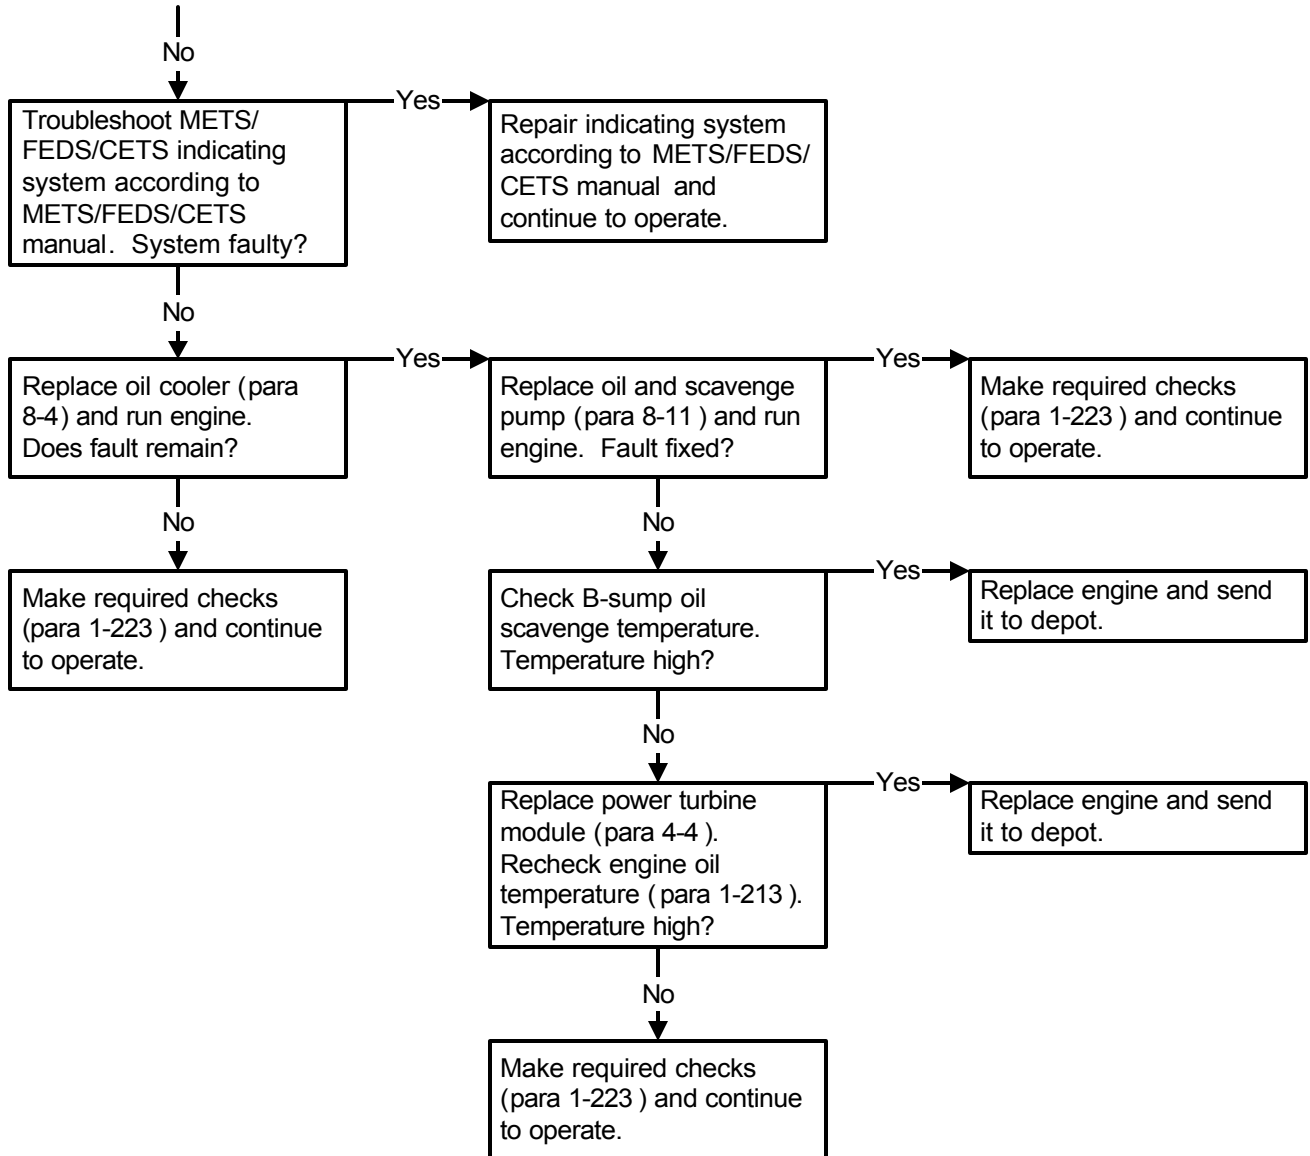 No
Troubleshoot METS/
FEDS/CETS indicating
system according to
METS/FEDS/CETS
manual. System faulty?
Yes
Repair indicating system
according to METS/FEDS/
CETS manual and
continue to operate.
No
Replace oil cooler (para
8-4) and run engine.
Does fault remain?
Yes
Replace oil and scavenge
pump (para 8-11 ) and run
engine. Fault fixed?
Yes
Make required checks
(para 1-223 ) and continue
to operate.
No
Make required checks
(para 1-223 ) and continue
to operate.
No
Check B-sump oil
scavenge temperature.
Temperature high?
Yes
Replace engine and send
it to depot.
No
Replace power turbine
module (para 4-4 ).
Recheck engine oil
temperature ( para 1-213 ).
Temperature high?
Yes
Replace engine and send
it to depot.
No
Make required checks
(para 1-223 ) and continue
to operate.